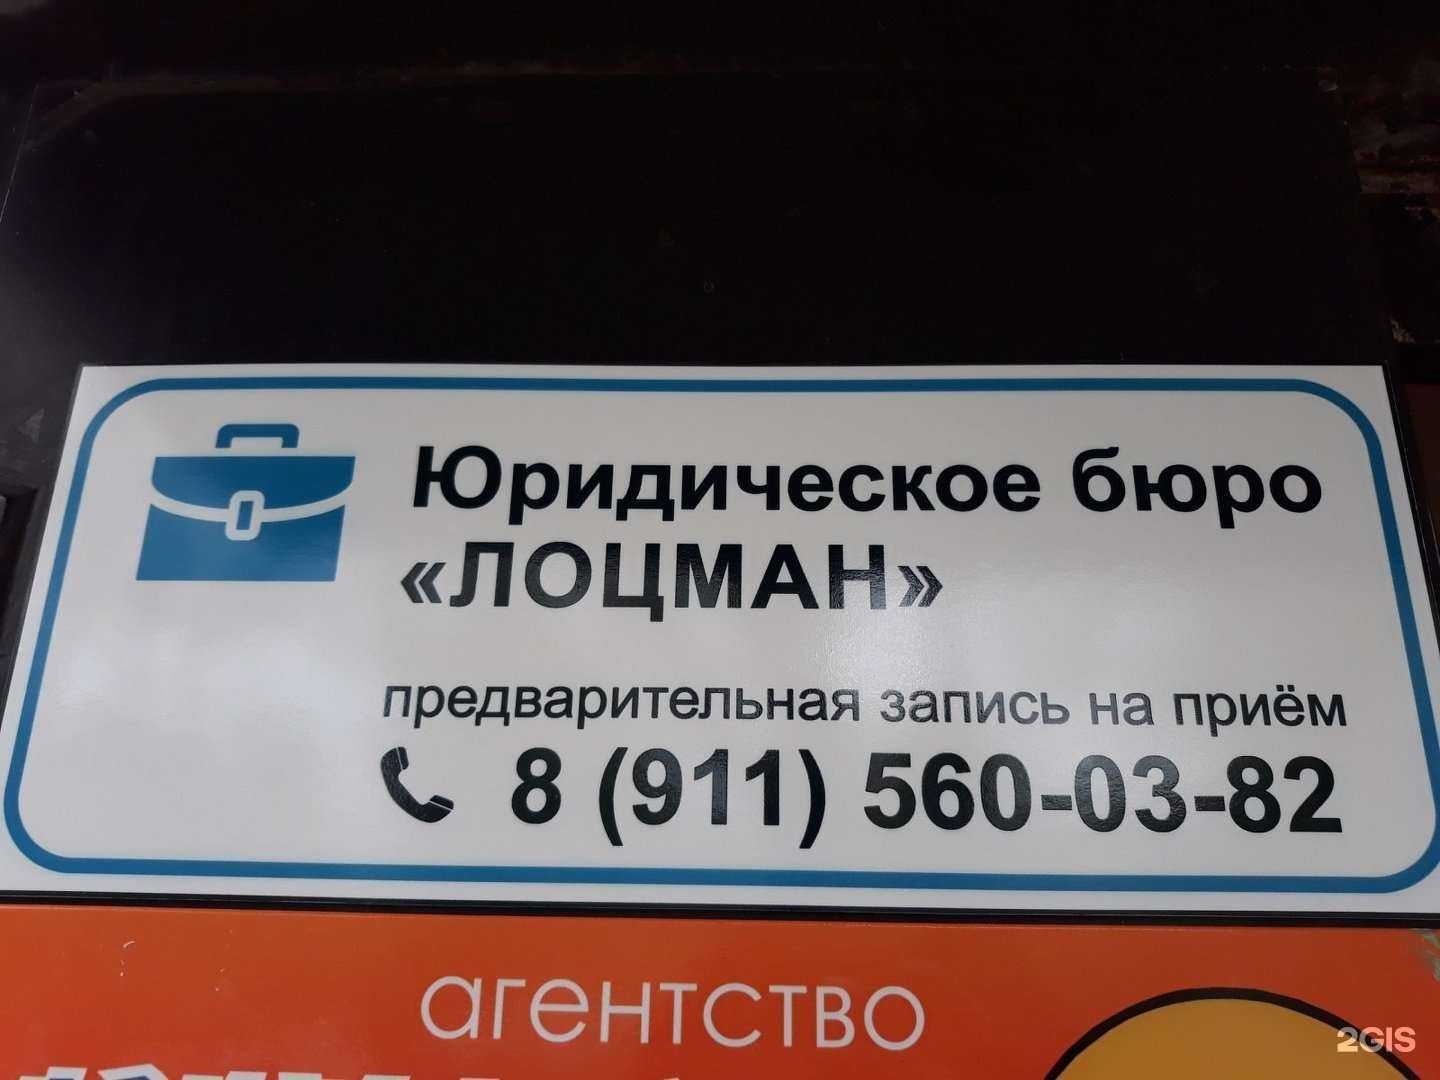 Юридическое бюро
«ЛОЦМАН»
предварительная запись на приём
8 (911) 560-03-82
агентство
2GIS